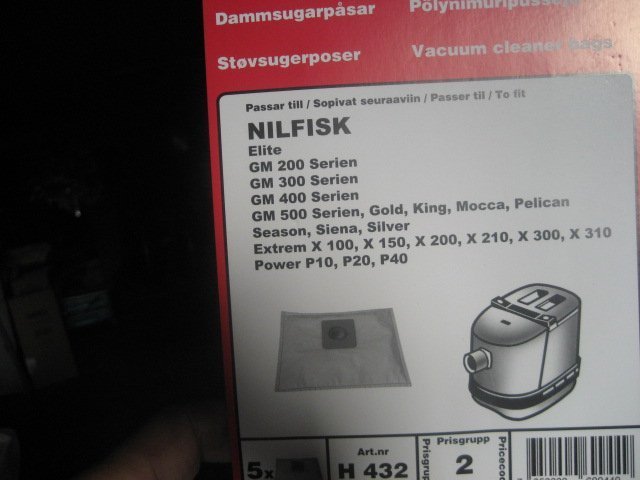 Dammsugarpåsar
Pölynimuripusseja
Støvsugerposer
Vacuum cleaner bags
Passar till / Sopivat seuraaviin / Passer til / To fit
NILFISK
Elite
GM 200 Serien
GM 300 Serien
GM 400 Serien
GM 500 Serien, Gold, King, Mocca, Pelican
Season, Siena, Silver
Extrem X 100, X 150, X 200, X 210, X 300, X 310
Power P10, P20, P40
5x
Art.nr
H 432
Prisgrupp
2